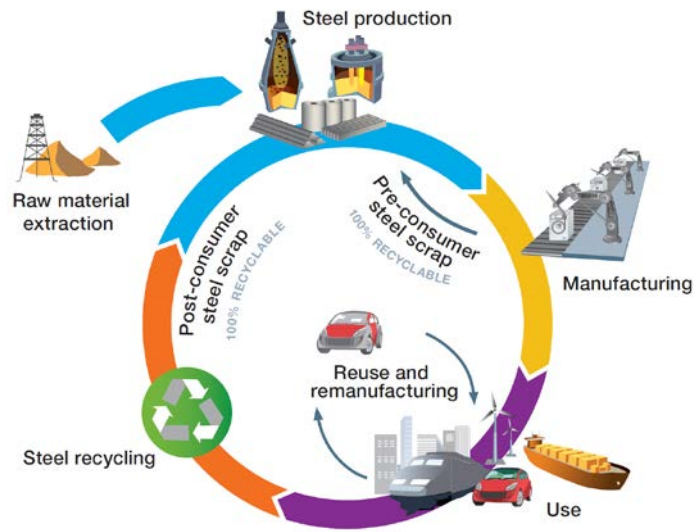 Steel production
Raw material
extraction
Pre-consumer
steel scrap
100% RECYCLABLE
Post-consumer
steel scrap
100% RECYCLABLE
Manufacturing
Reuse and
remanufacturing
Steel recycling
Use